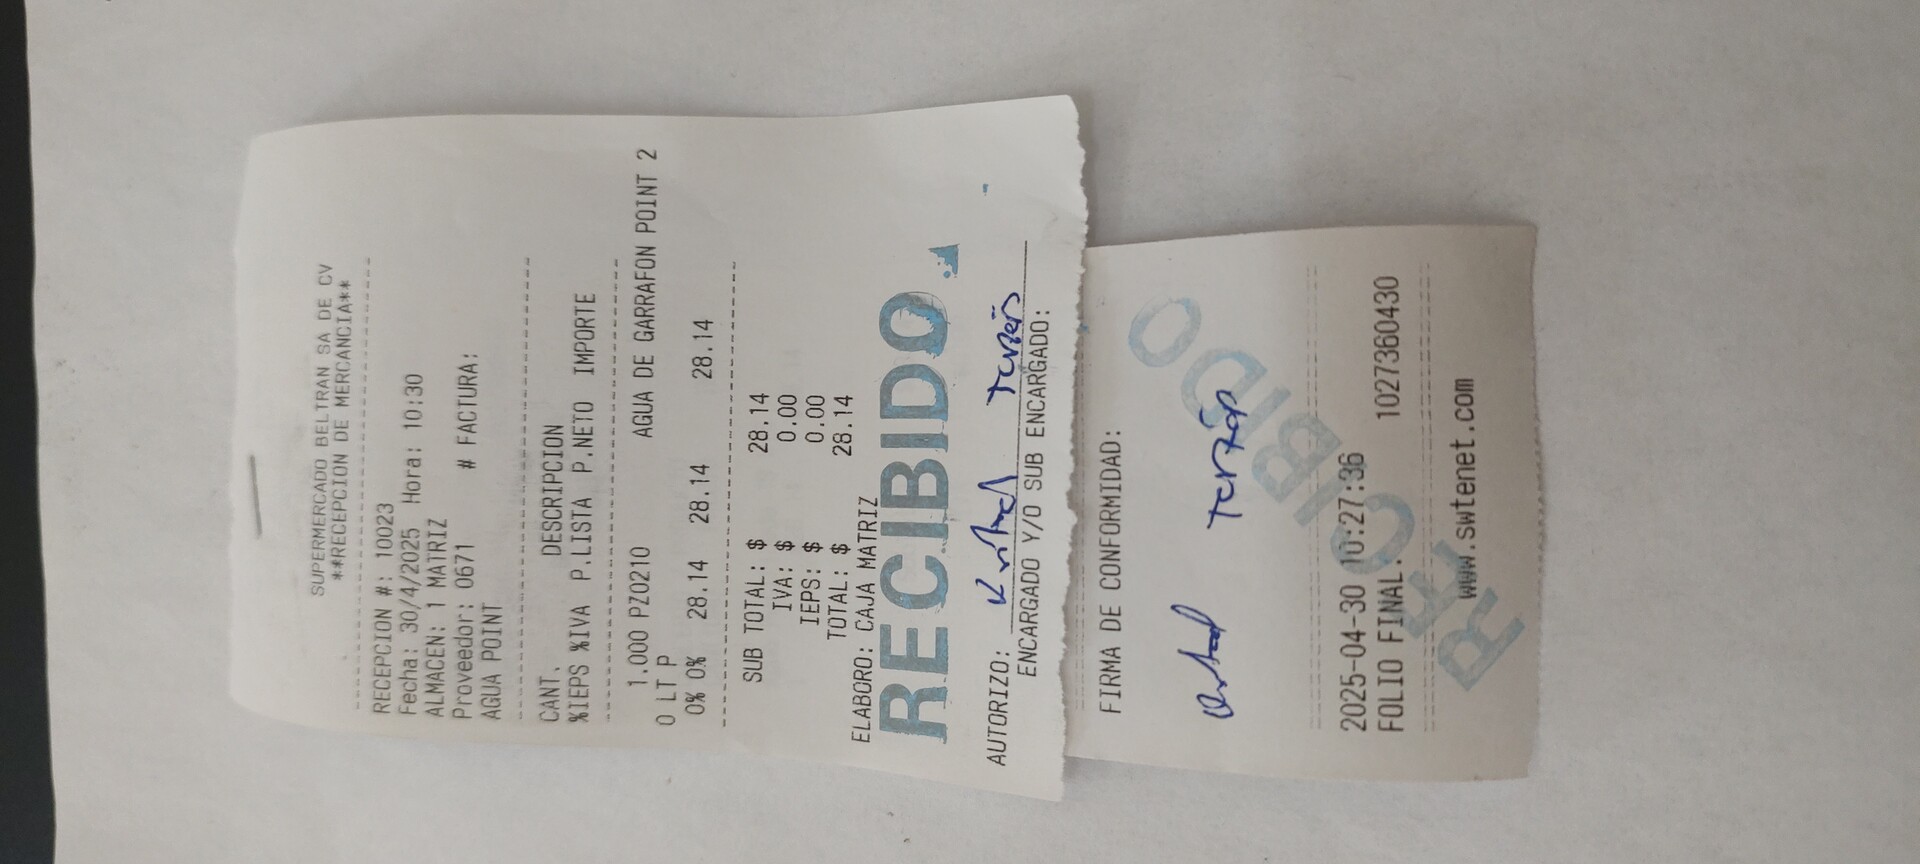 SUPERMERCADO BELTRAN SA DE CV
**RECEPCION DE MERCANCIA**
RECEPCION #: 10023
Fecha: 30/4/2025 Hora: 10:30
ALMACEN: 1 MATRIZ
Proveedor: 0671 # FACTURA:
AGUA POINT
CANT. DESCRIPCION
%IEPS %IVA P.LISTA P.NETO IMPORTE
1.000 PZ0210 AGUA DE GARRAFON POINT 2
0 LT P
0% 0% 28.14 28.14 28.14
SUB TOTAL: $ 28.14
IVA: $ 0.00
IEPS: $ 0.00
TOTAL: $ 28.14
ELABORO: CAJA MATRIZ
RECIBIDO
AUTORIZO:
ENCARGADO Y/O SUB ENCARGADO:
FIRMA DE CONFORMIDAD:
RECIBIDO
2025-04-30 10:27:36
FOLIO FINAL: 1027360430
www.swtenet.com